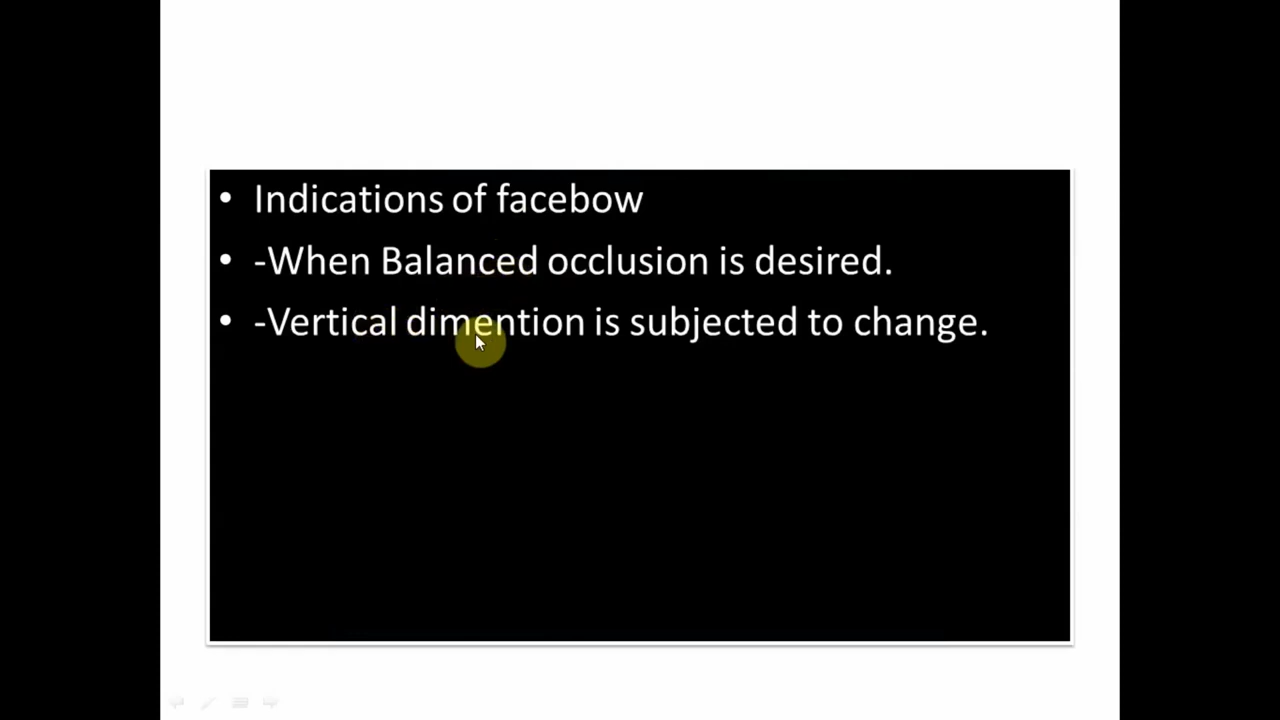 • Indications of facebow
• -When Balanced occlusion is desired.
• -Vertical dimention is subjected to change.